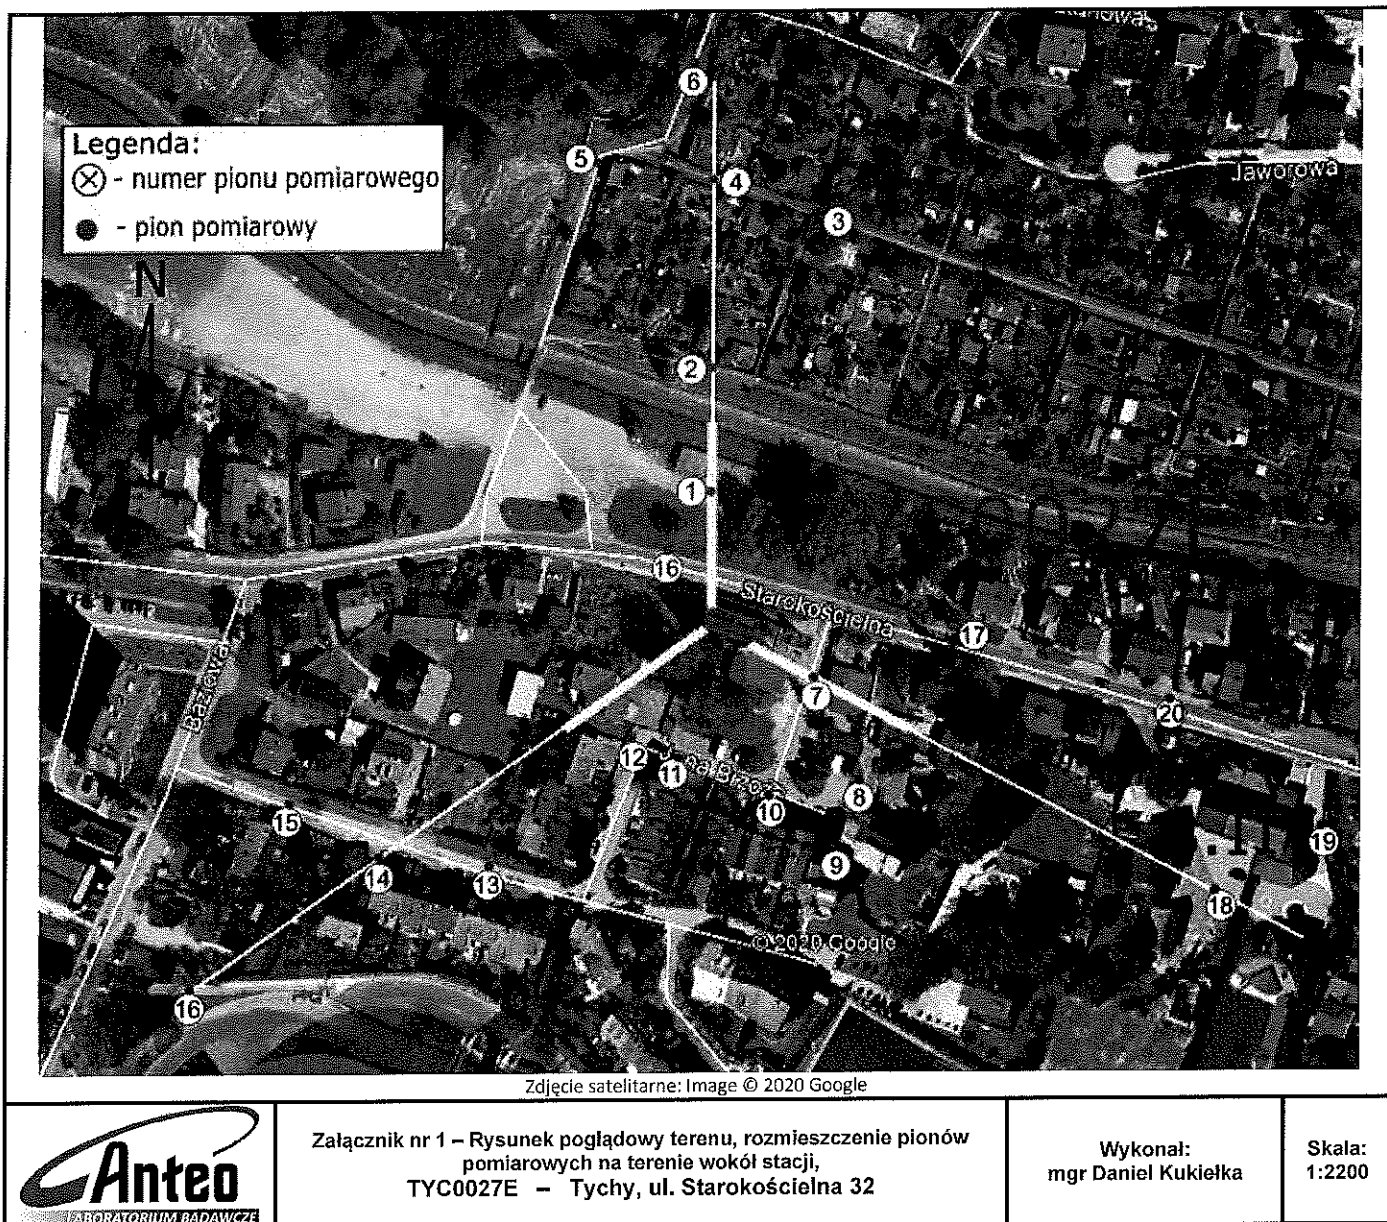 6
Jaworowa
Legenda:
5
- numer pionu pomiarowego
4
3
- pion pomiarowy
N
2
1
16
Starokościelna
17
Baziowa
7
20
12
11
10
8
15
19
9
14
13
18
© 2020 Google
16
Zdjęcie satelitarne: Image © 2020 Google
Anteo
LABORATORIUM BADAWCZE
Załącznik nr 1 – Rysunek poglądowy terenu, rozmieszczenie pionów
pomiarowych na terenie wokół stacji,
TYC0027E – Tychy, ul. Starokościelna 32
Wykonał:
mgr Daniel Kukiełka
Skala:
1:2200